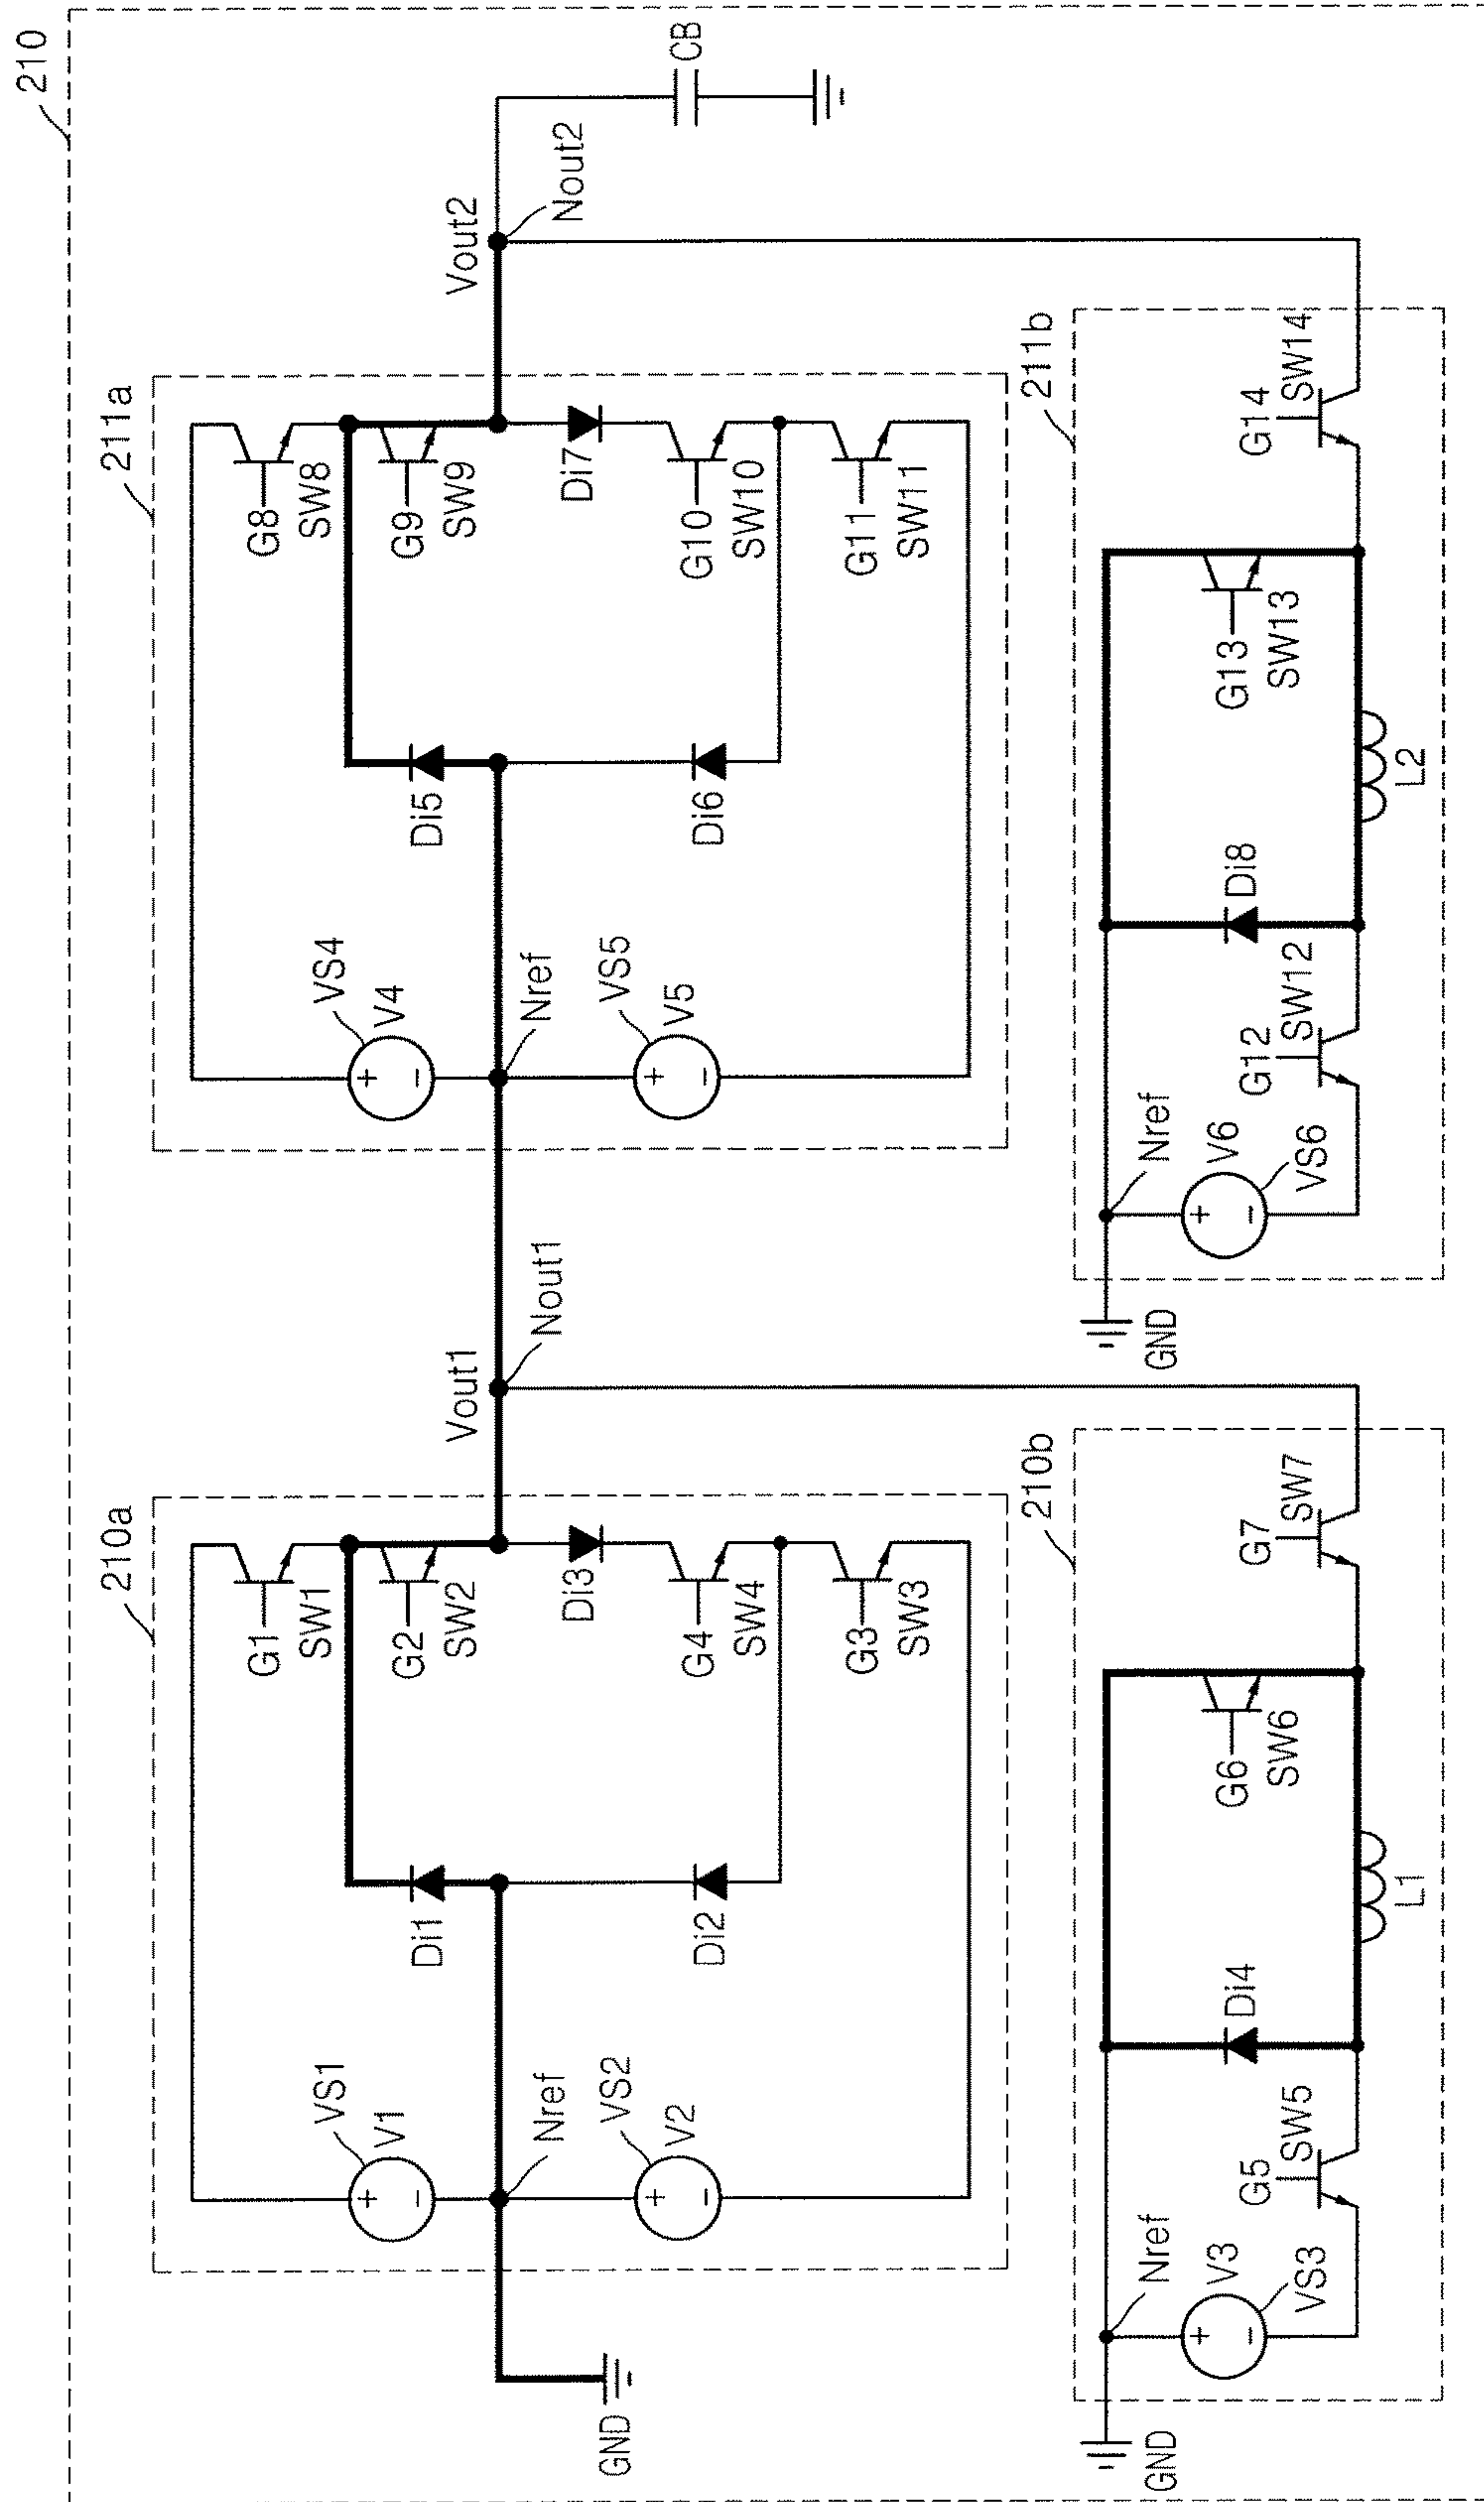 210
210a
VS1
V1
G1
SW1
Di1
G2
SW2
Nref
VS2
V2
Di2
Di3
G4
SW4
G3
SW3
GND
Vout1
Nout1
211a
VS4
V4
G8
SW8
Di5
G9
SW9
Nref
VS5
V5
Di6
Di7
G10
SW10
G11
SW11
Vout2
Nout2
CB
210b
Nref
V3
VS3
G5
SW5
Di4
L1
G6
SW6
G7
SW7
GND
211b
Nref
V6
VS6
G12
SW12
Di8
L2
G13
SW13
G14
SW14
GND